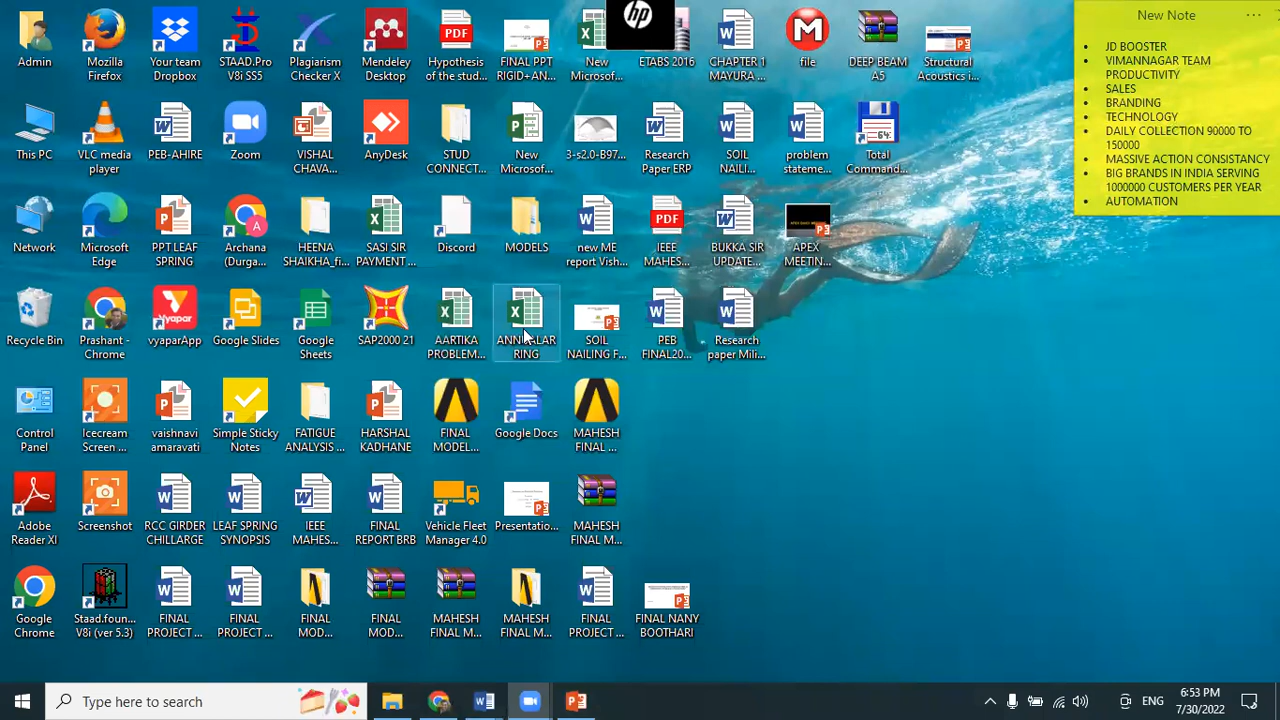 Admin
Mozilla
Firefox
Your team
Dropbox
STAAD.Pro
V8i SS5
Plagiarism
Checker X
Mendeley
Desktop
PDF
Hypothesis
of the stud...
FINAL PPT
RIGID+AN...
New
Microsof...
hp
ETABS 2016
CHAPTER 1
MAYURA ...
file
DEEP BEAM
A5
Structural
Acoustics i...
New Note
JD BOOSTER
VIMANNAGAR TEAM
PRODUCTIVITY
SALES
BRANDING
TECHNOLOGY
DAILY COLLECTION 90000 TO
150000
MASSIVE ACTION CONSISTANCY
BIG BRANDS IN INDIA SERVING
1000000 CUSTOMERS PER YEAR
AUTOMATION
This PC
VLC media
player
PEB-AHIRE
zoom
Zoom
VISHAL
CHAVA...
AnyDesk
STUD
CONNECT...
New
Microsof...
3-s2.0-B97...
Research
Paper ERP
SOIL
NAILI...
problem
stateme...
64
Total
Command...
Network
Microsoft
Edge
PPT LEAF
SPRING
Archana
(Durga...
HEENA
SHAIKHA_fi...
SASI SIR
PAYMENT ...
Discord
MODELS
new ME
report Vish...
PDF
IEEE
MAHES...
BUKKA SIR
UPDATE...
APEX
MEETIN...
Recycle Bin
Prashant -
Chrome
Vyapar
vyaparApp
Google Slides
Google
Sheets
SAP2000 21
AARTIKA
PROBLEM...
RING
SOIL
NAILING F...
PEB
FINAL20...
Research
paper Mili...
Control
Panel
Icecream
Screen ...
vaishnavi
amaravati
Simple Sticky
Notes
FATIGUE
ANALYSIS ...
HARSHAL
KADHANE
FINAL
MODEL...
Google Docs
MAHESH
FINAL ...
Adobe
Reader XI
Screenshot
RCC GIRDER
CHILLARGE
LEAF SPRING
SYNOPSIS
IEEE
MAHES...
FINAL
REPORT BRB
Vehicle Fleet
Manager 4.0
Presentatio...
MAHESH
FINAL M...
Google
Chrome
Staad.foun...
V8i (ver 5.3)
FINAL
PROJECT ...
FINAL
PROJECT ...
FINAL
MOD...
FINAL
MOD...
MAHESH
FINAL M...
MAHESH
FINAL M...
FINAL
PROJECT ...
FINAL NANY
BOOTHARI
Type here to search
ENG
6:53 PM
7/30/2022